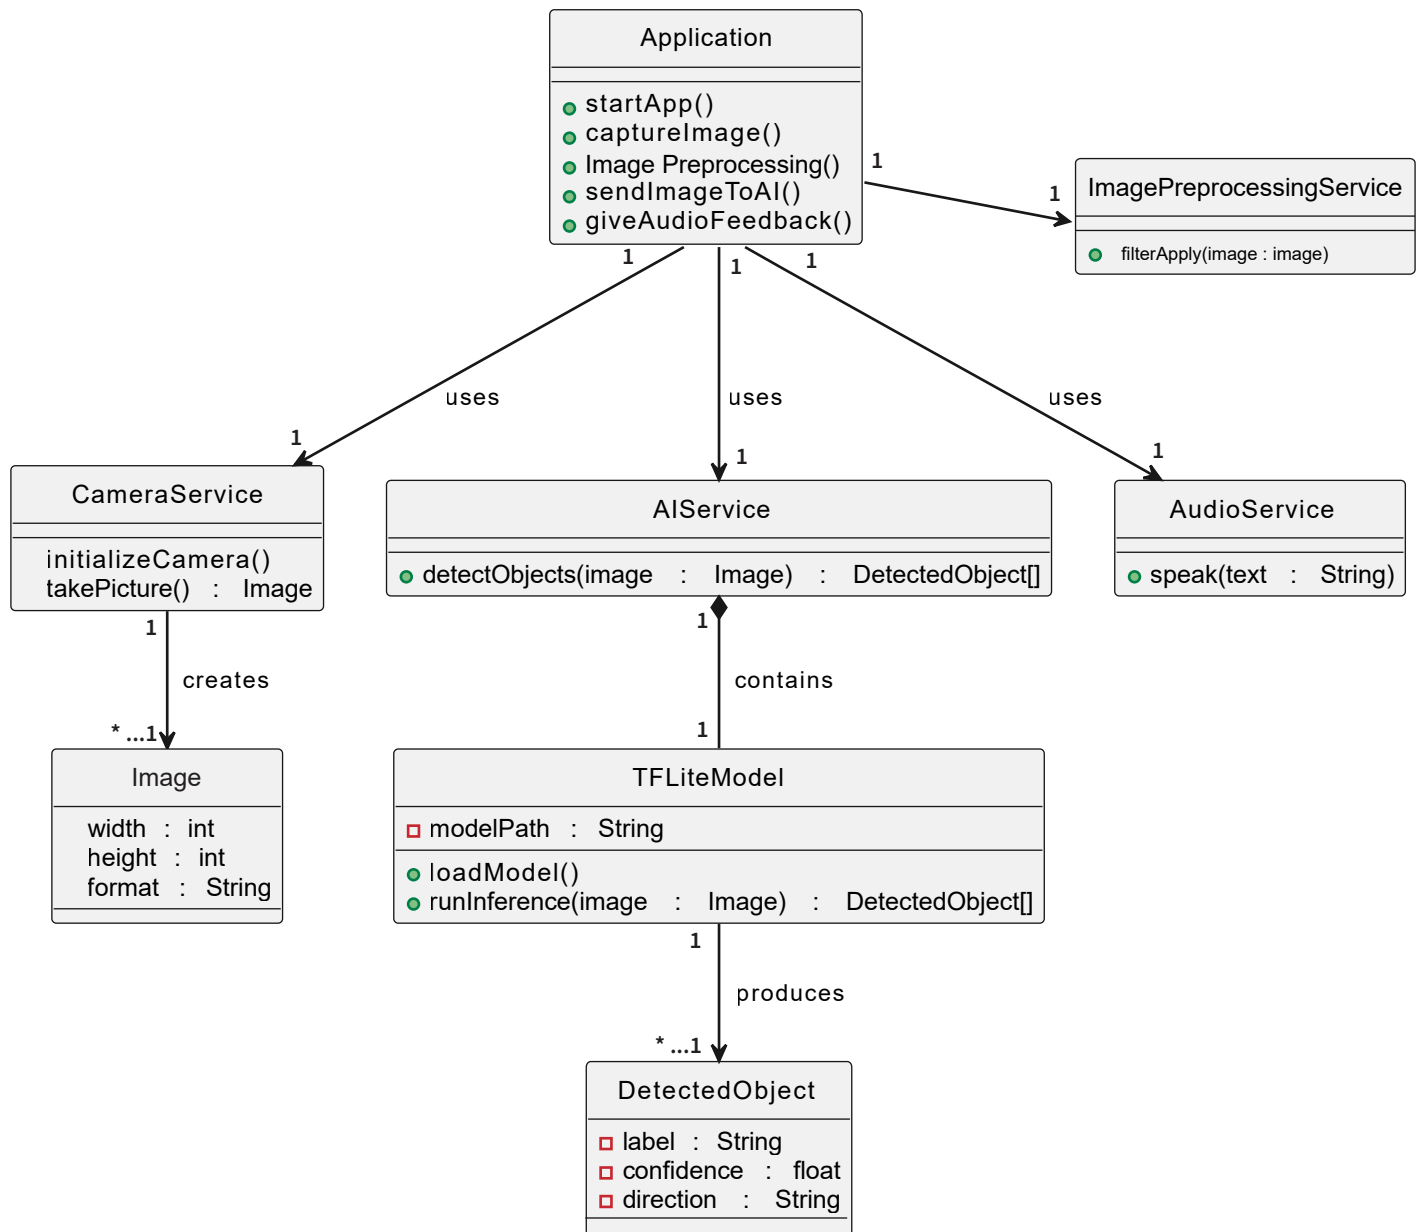 Application
startApp()
captureImage()
Image Preprocessing()
sendImageToAI()
giveAudioFeedback()
1
1
ImagePreprocessingService
filterApply(image : image)
1
1
1
uses
uses
uses
1
1
1
CameraService
initializeCamera()
takePicture() : Image
AIService
detectObjects(image : Image) : DetectedObject[]
AudioService
speak(text : String)
1
creates
* ...1
Image
width : int
height : int
format : String
1
contains
1
TFLiteModel
modelPath : String
loadModel()
runInference(image : Image) : DetectedObject[]
1
produces
* ...1
DetectedObject
label : String
confidence : float
direction : String